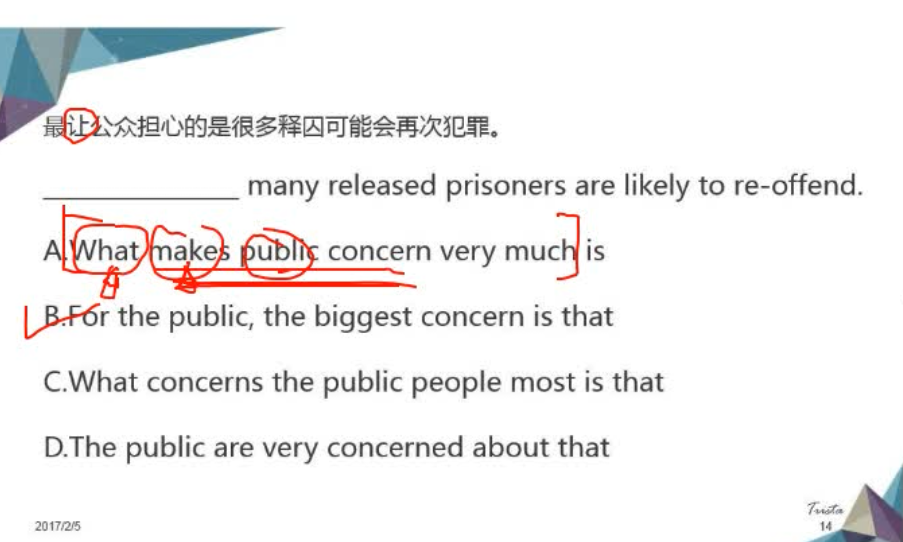 最让公众担心的是很多释囚可能会再次犯罪。
______________ many released prisoners are likely to re-offend.
A.What makes public concern very much is
B.For the public, the biggest concern is that
C.What concerns the public people most is that
D.The public are very concerned about that
Trista
2017/2/5
14